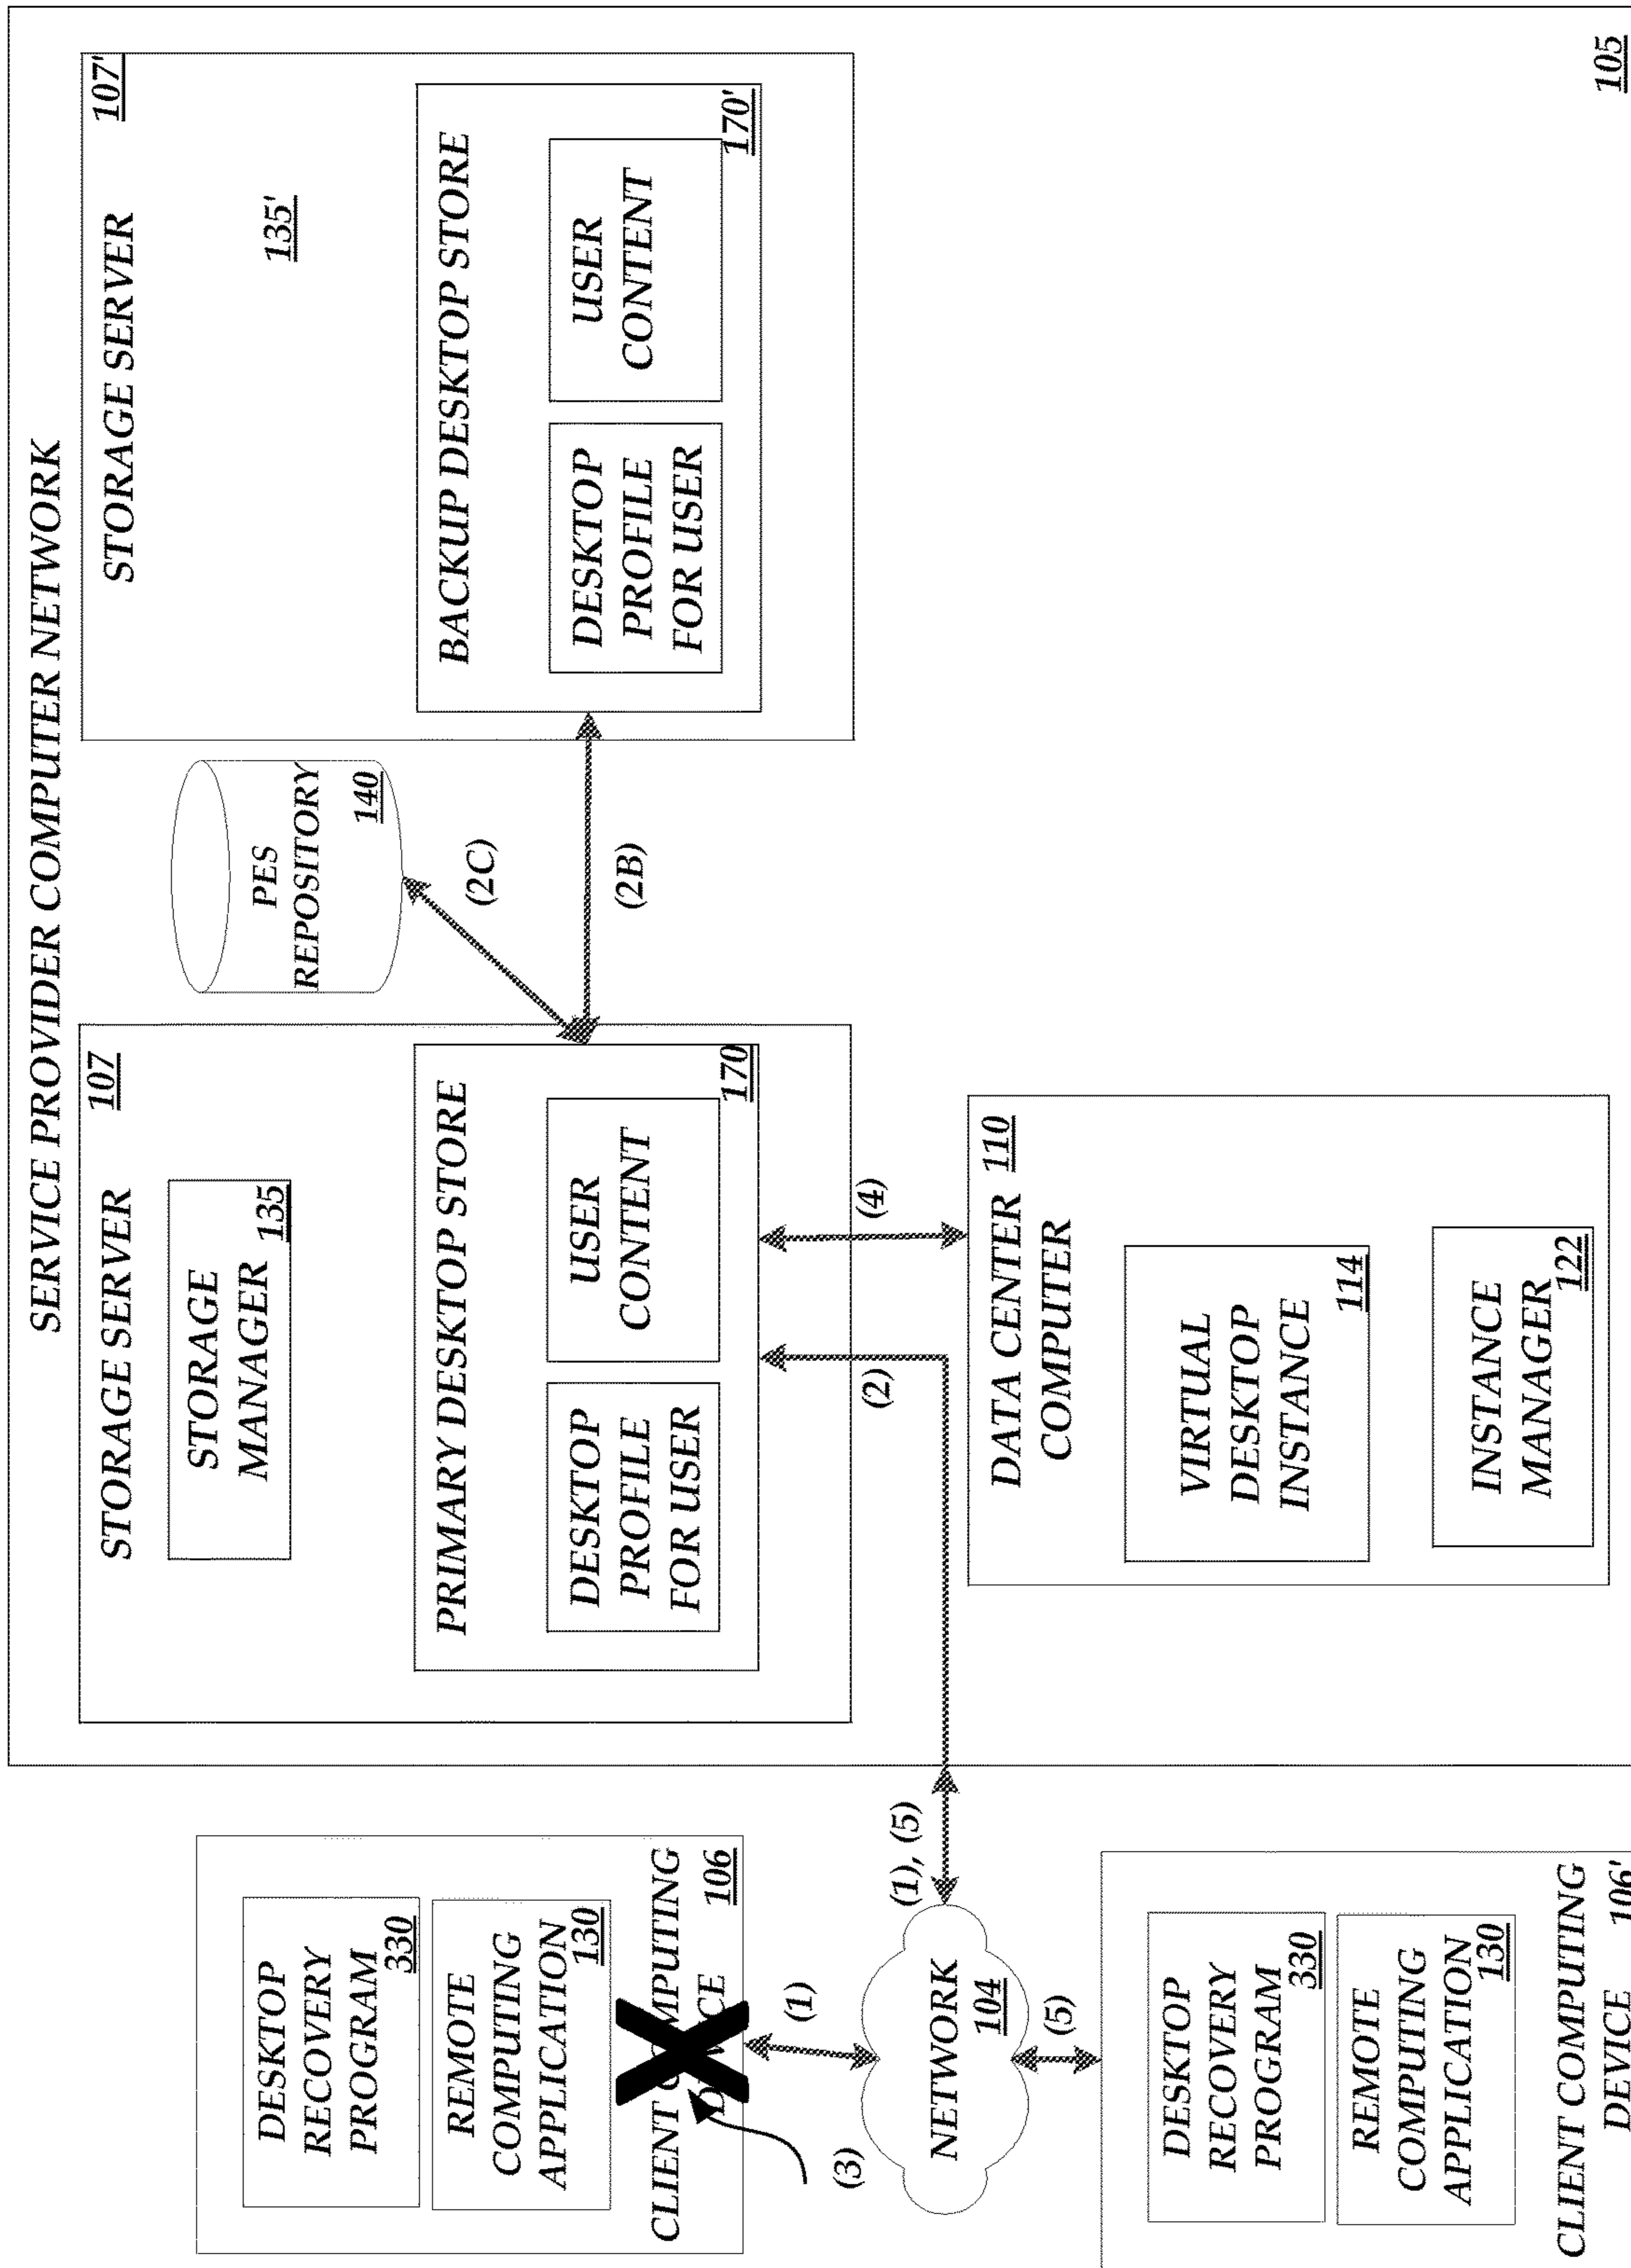 SERVICE PROVIDER COMPUTER NETWORK
105
STORAGE SERVER
107
STORAGE
MANAGER
135
PRIMARY DESKTOP STORE
170
DESKTOP
PROFILE
FOR USER
USER
CONTENT
PES
REPOSITORY
140
(2C)
(2B)
STORAGE SERVER
107'
135'
BACKUP DESKTOP STORE
170'
DESKTOP
PROFILE
FOR USER
USER
CONTENT
(2)
(4)
DATA CENTER
COMPUTER
110
VIRTUAL
DESKTOP
INSTANCE
114
INSTANCE
MANAGER
122
DESKTOP
RECOVERY
PROGRAM
330
REMOTE
COMPUTING
APPLICATION
130
CLIENT COMPUTING
DEVICE
106
(3)
(1)
(1), (5)
NETWORK
104
(5)
DESKTOP
RECOVERY
PROGRAM
330
REMOTE
COMPUTING
APPLICATION
130
CLIENT COMPUTING
DEVICE 106'